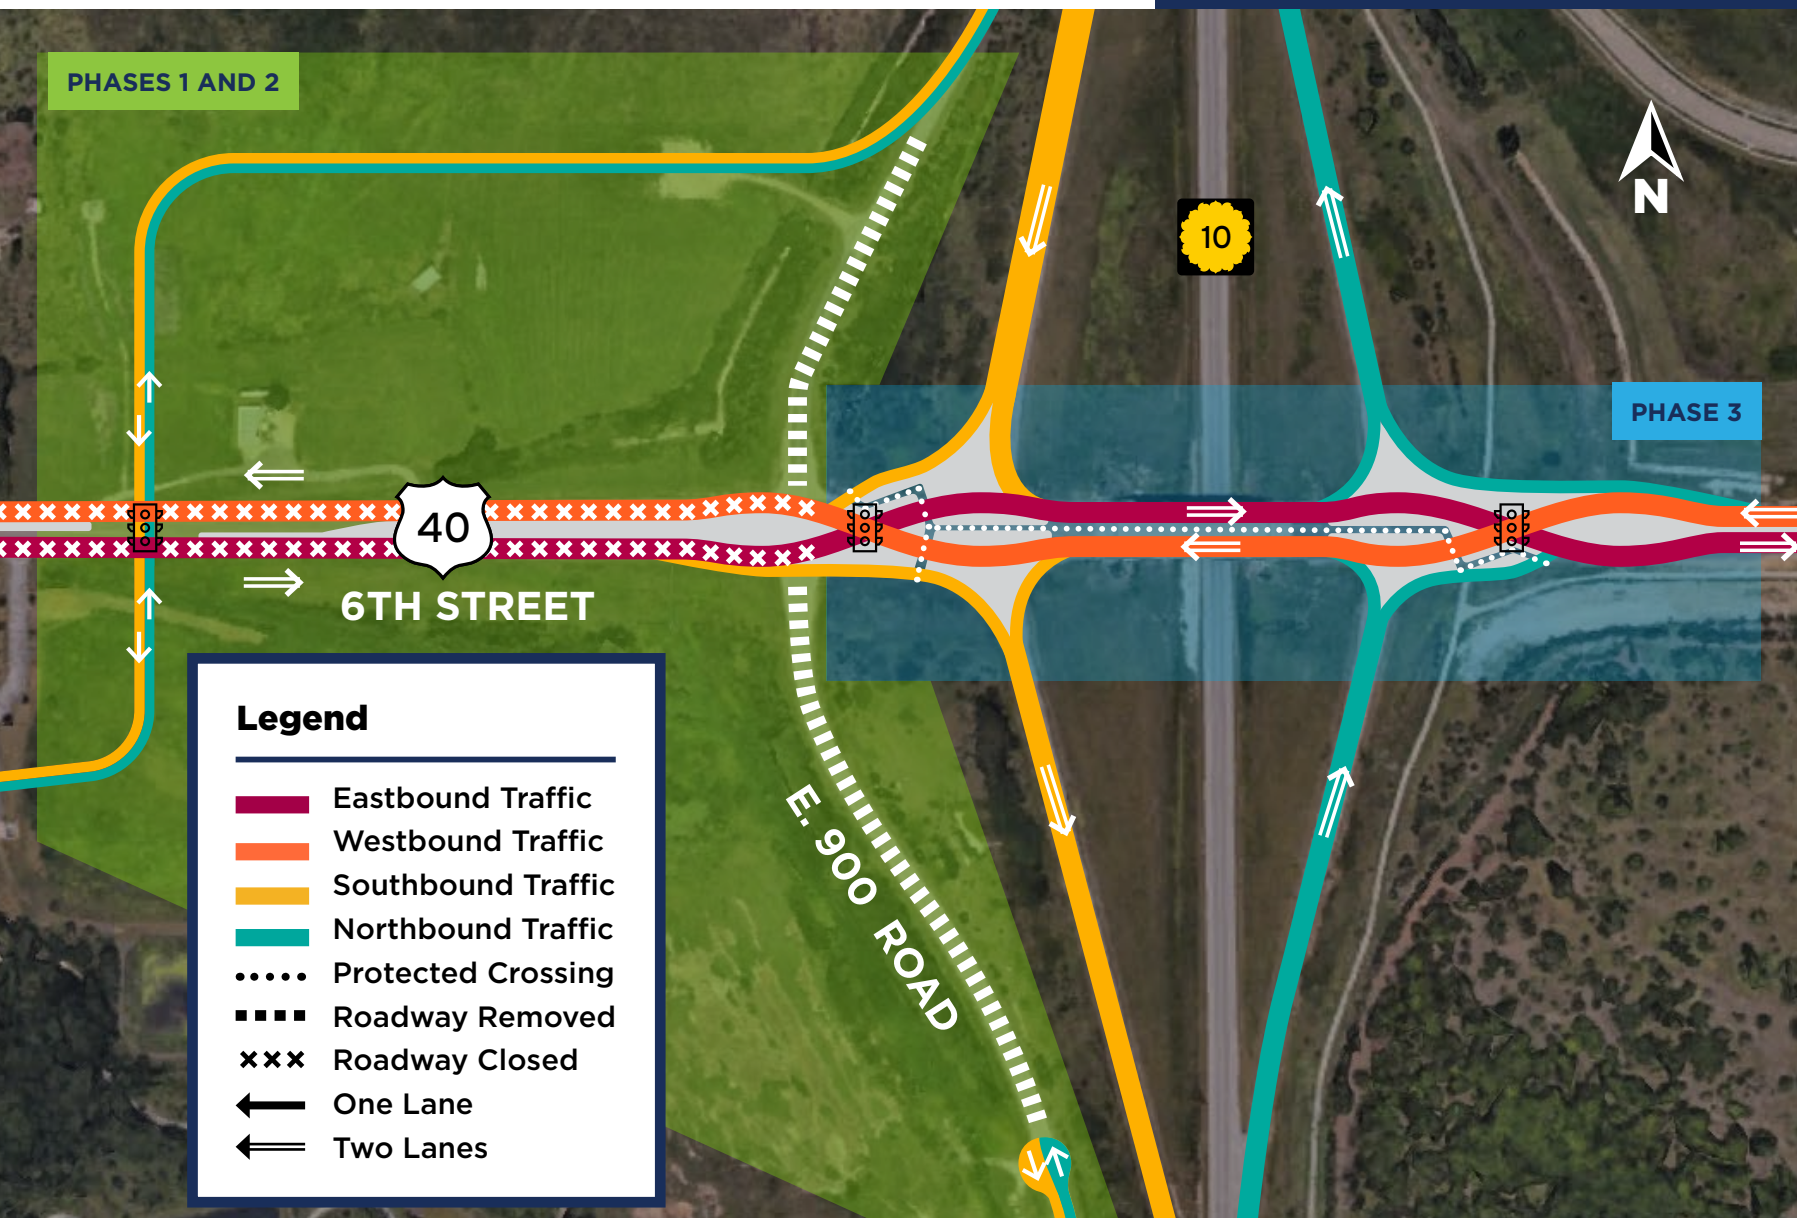 PHASES 1 AND 2
N
10
PHASE 3
40
6TH STREET
E. 900 ROAD
Legend
Eastbound Traffic
Westbound Traffic
Southbound Traffic
Northbound Traffic
Protected Crossing
Roadway Removed
Roadway Closed
One Lane
Two Lanes